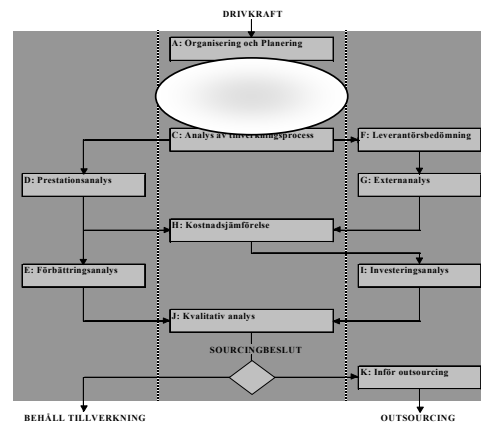 DRIVKRAFT
A: Organisering och Planering
C: Analys av tillverkningsprocess
F: Leverantörsbedömning
D: Prestationsanalys
G: Externanalys
H: Kostnadsjämförelse
E: Förbättringsanalys
I: Investeringsanalys
J: Kvalitativ analys
SOURCINGBESLUT
K: Inför outsourcing
BEHÅLL TILLVERKNING
OUTSOURCING